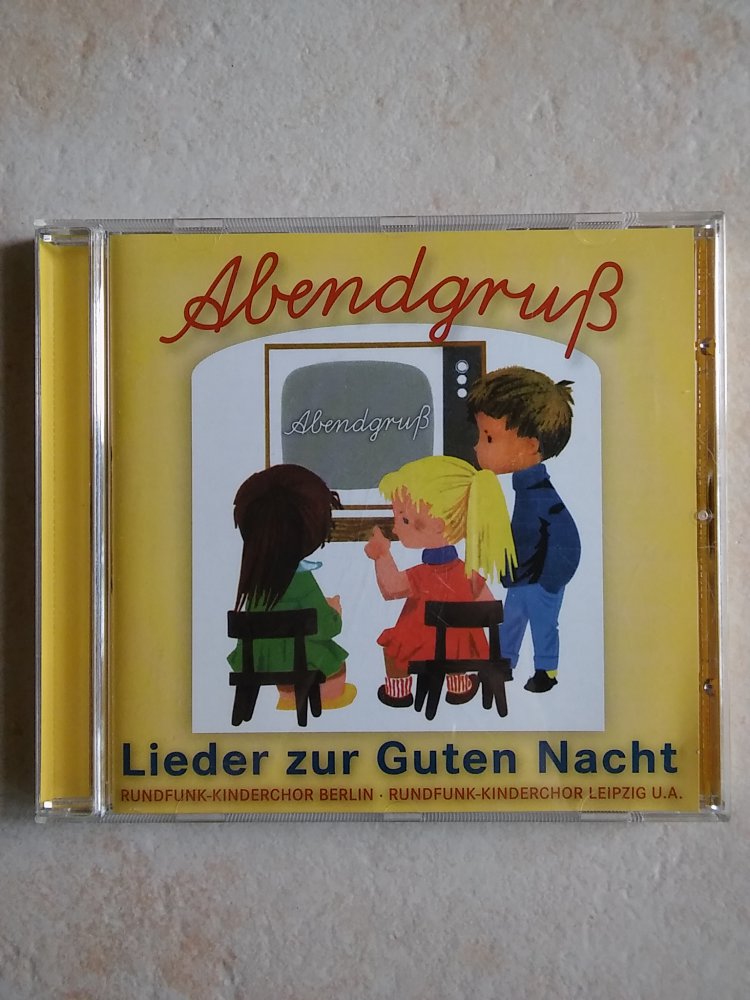 Abendgruß
Abendgruß
Lieder zur Guten Nacht
RUNDFUNK-KINDERCHOR BERLIN · RUNDFUNK-KINDERCHOR LEIPZIG U.A.